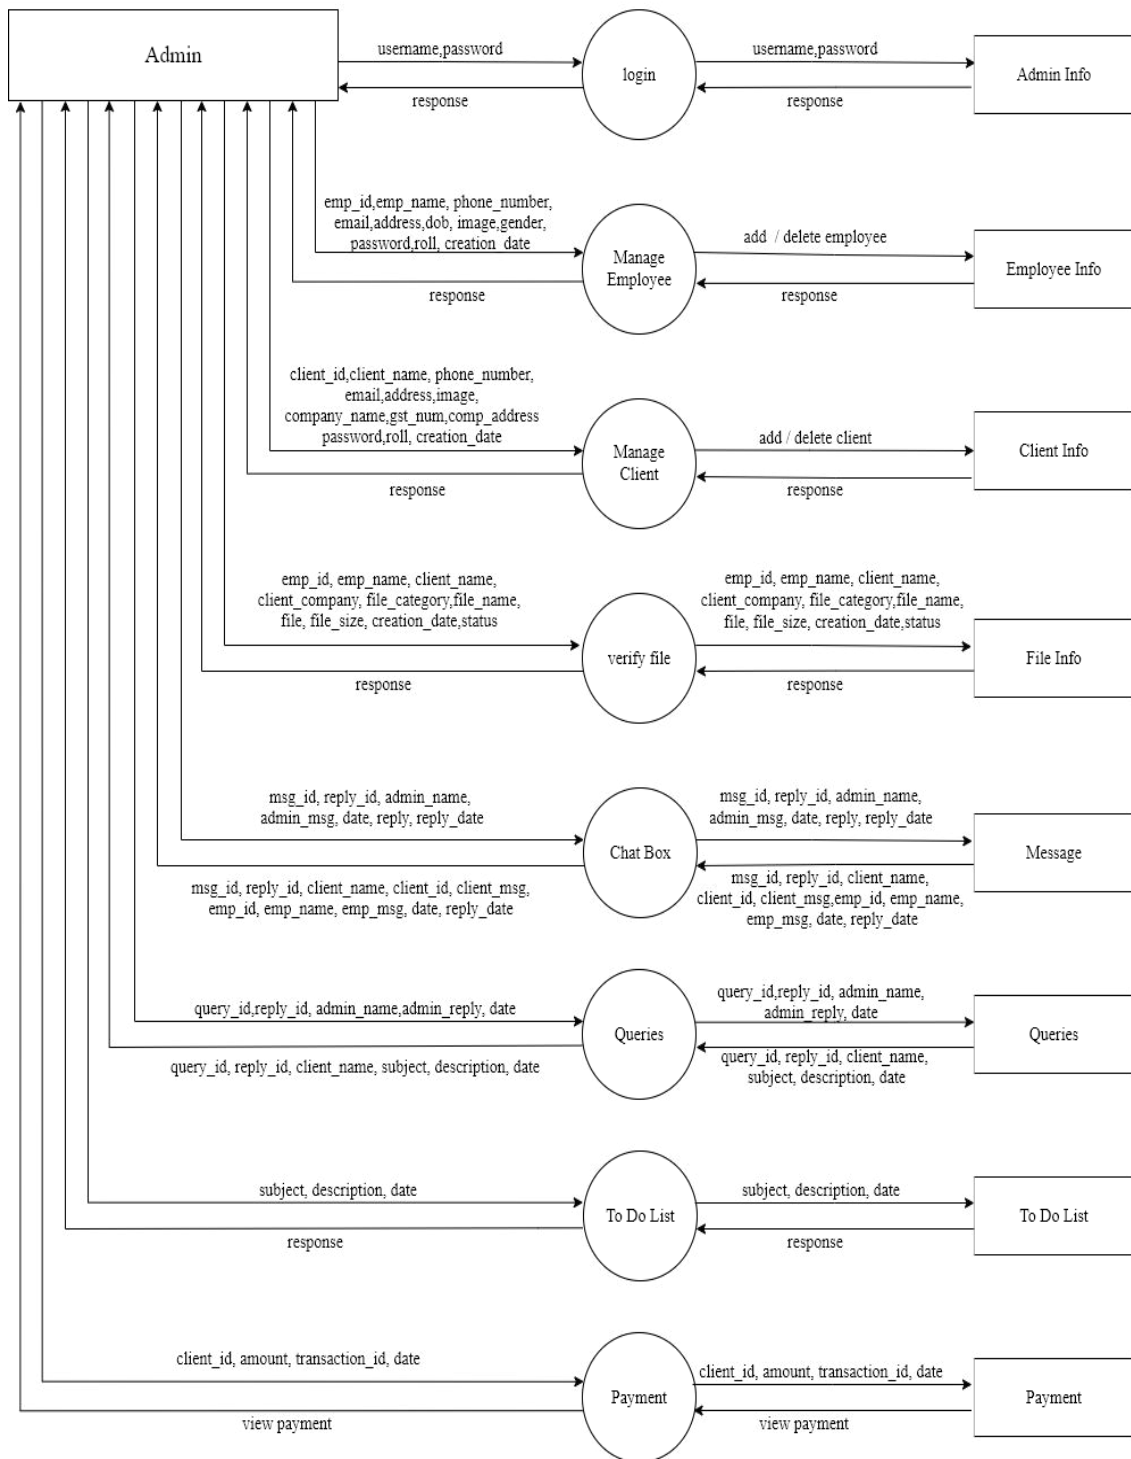 Admin
username,password
response
login
username,password
response
Admin Info
emp_id,emp_name, phone_number,
email,address,dob, image,gender,
password,roll, creation_date
response
Manage
Employee
add / delete employee
response
Employee Info
client_id,client_name, phone_number,
email,address,image,
company_name,gst_num,comp_address
password,roll, creation_date
response
Manage
Client
add / delete client
response
Client Info
emp_id, emp_name, client_name,
client_company, file_category,file_name,
file, file_size, creation_date,status
response
verify file
emp_id, emp_name, client_name,
client_company, file_category,file_name,
file, file_size, creation_date,status
response
File Info
msg_id, reply_id, admin_name,
admin_msg, date, reply, reply_date
msg_id, reply_id, client_name, client_id, client_msg,
emp_id, emp_name, emp_msg, date, reply_date
Chat Box
msg_id, reply_id, admin_name,
admin_msg, date, reply, reply_date
msg_id, reply_id, client_name,
client_id, client_msg,emp_id, emp_name,
emp_msg, date, reply_date
Message
query_id,reply_id, admin_name,admin_reply, date
query_id, reply_id, client_name, subject, description, date
Queries
query_id,reply_id, admin_name,
admin_reply, date
query_id, reply_id, client_name,
subject, description, date
Queries
subject, description, date
response
To Do List
subject, description, date
response
To Do List
client_id, amount, transaction_id, date
view payment
Payment
client_id, amount, transaction_id, date
view payment
Payment